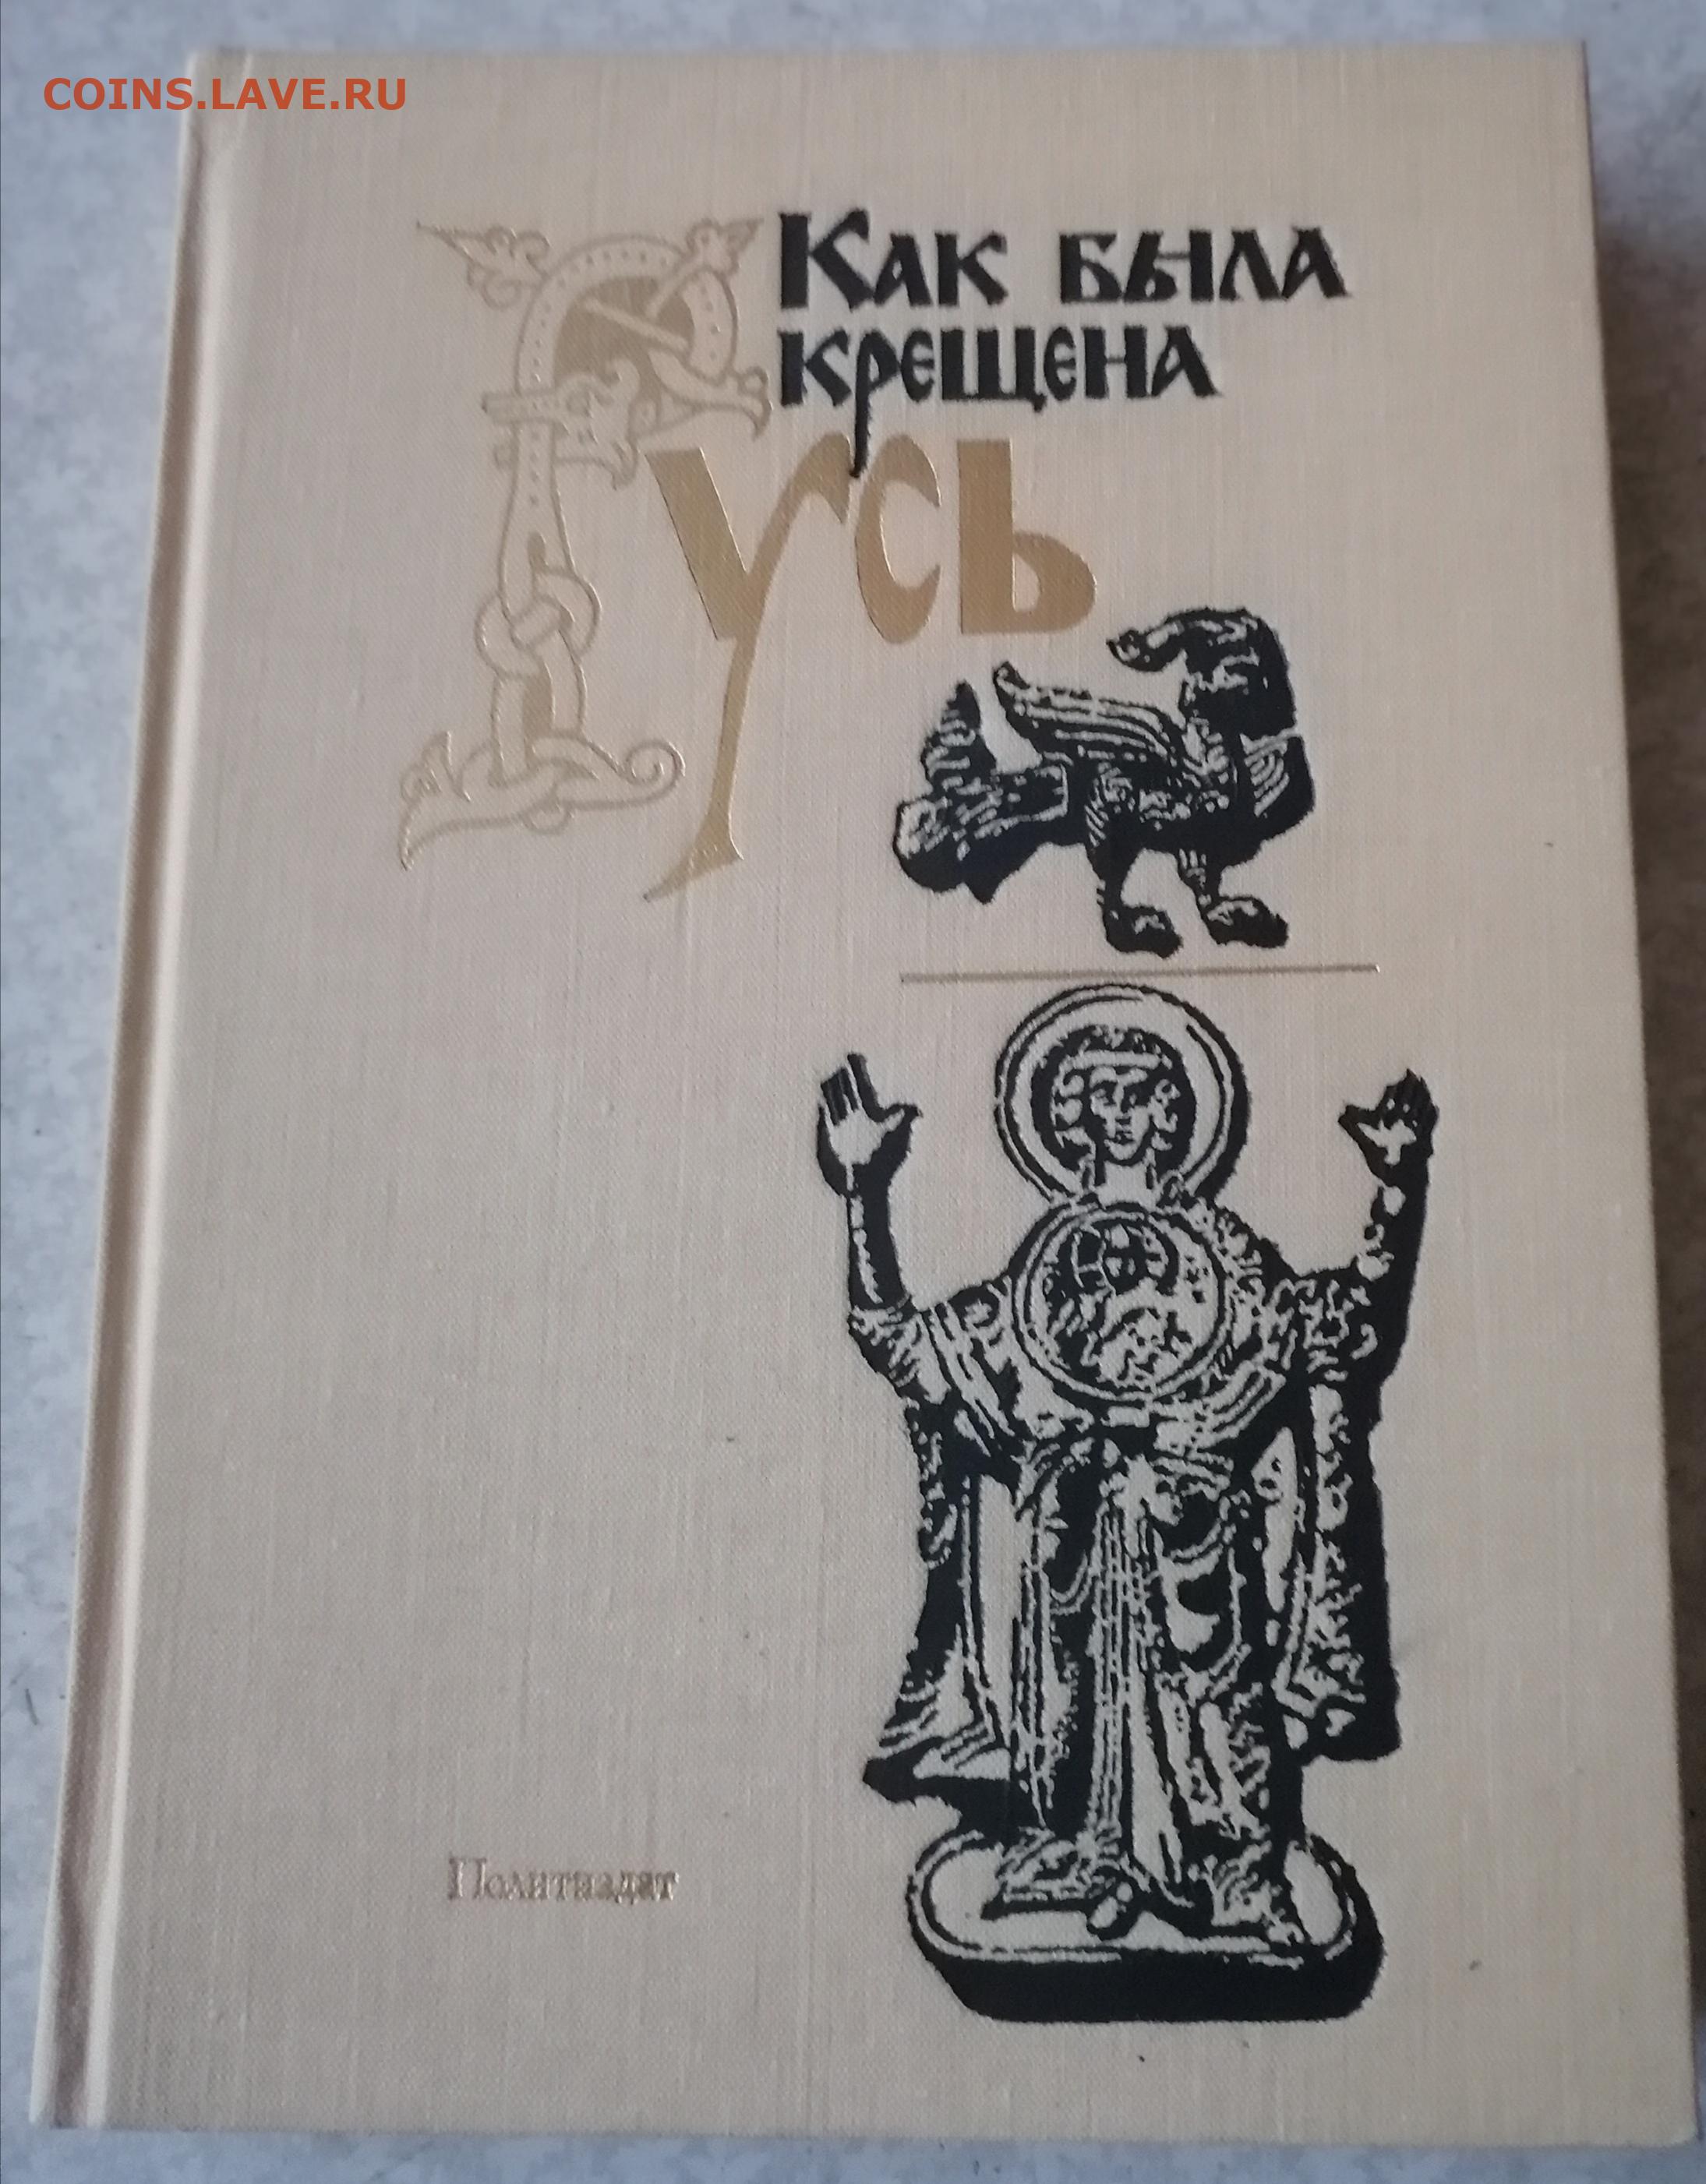 COINS.LAVE.RU
Как была
крещена
Русь
Политиздат